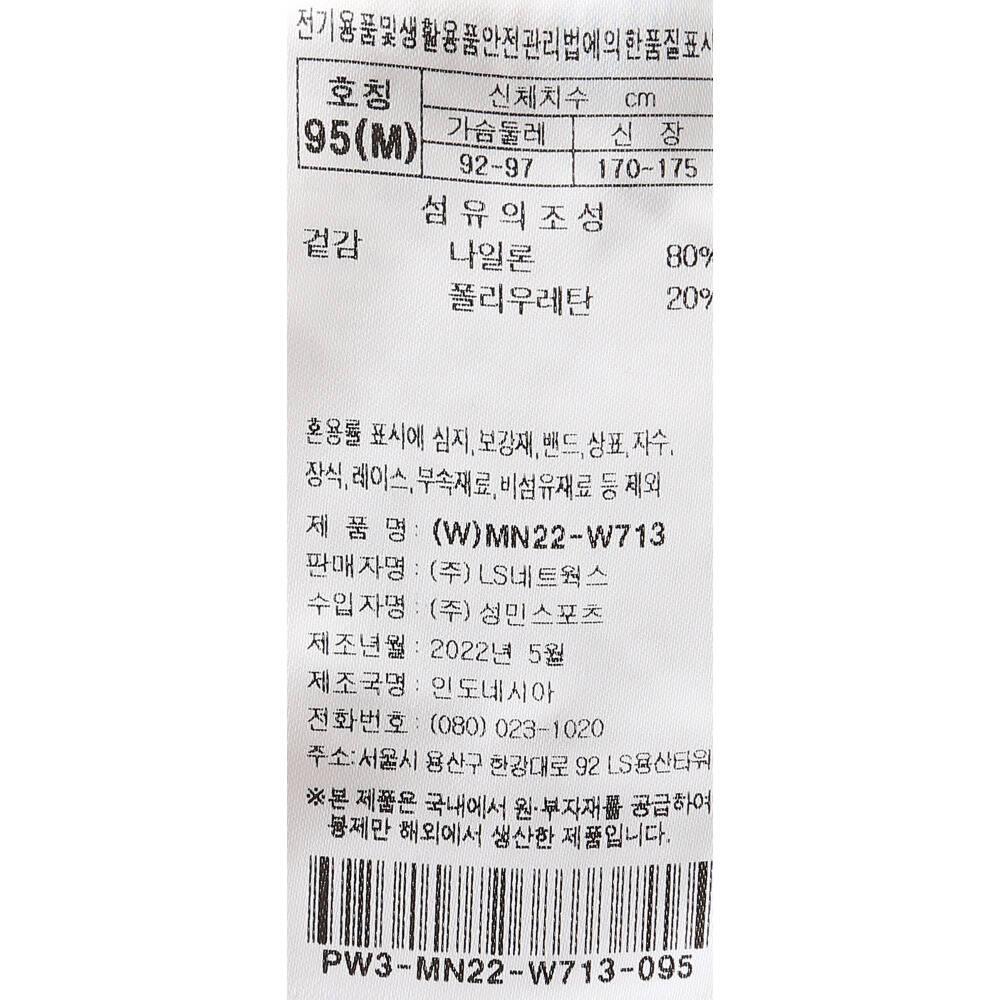 전기용품및생활용품안전관리법에의한품질표시
호칭 신체치수 cm
95(M) 가슴둘레 신 장
92-97 170~175
섬유의조성
겉감 나일론 80%
폴리우레탄 20%
혼용률 표시에 심지,보강재,밴드,상표,자수,
장식,레이스,부속재료,비섬유재료 등 제외
제 품 명 : (W)MN22-W713
판매자명 : (주) LS네트웍스
수입자명 : (주) 성민스포츠
제조년월 : 2022년 5월
제조국명 : 인도네시아
전화번호 : (080) 023-1020
주소:서울시 용산구 한강대로 92 LS용산타워
※본 제품은 국내에서 원·부자재를 공급하여
봉제만 해외에서 생산한 제품입니다.
PW3-MN22-W713-095